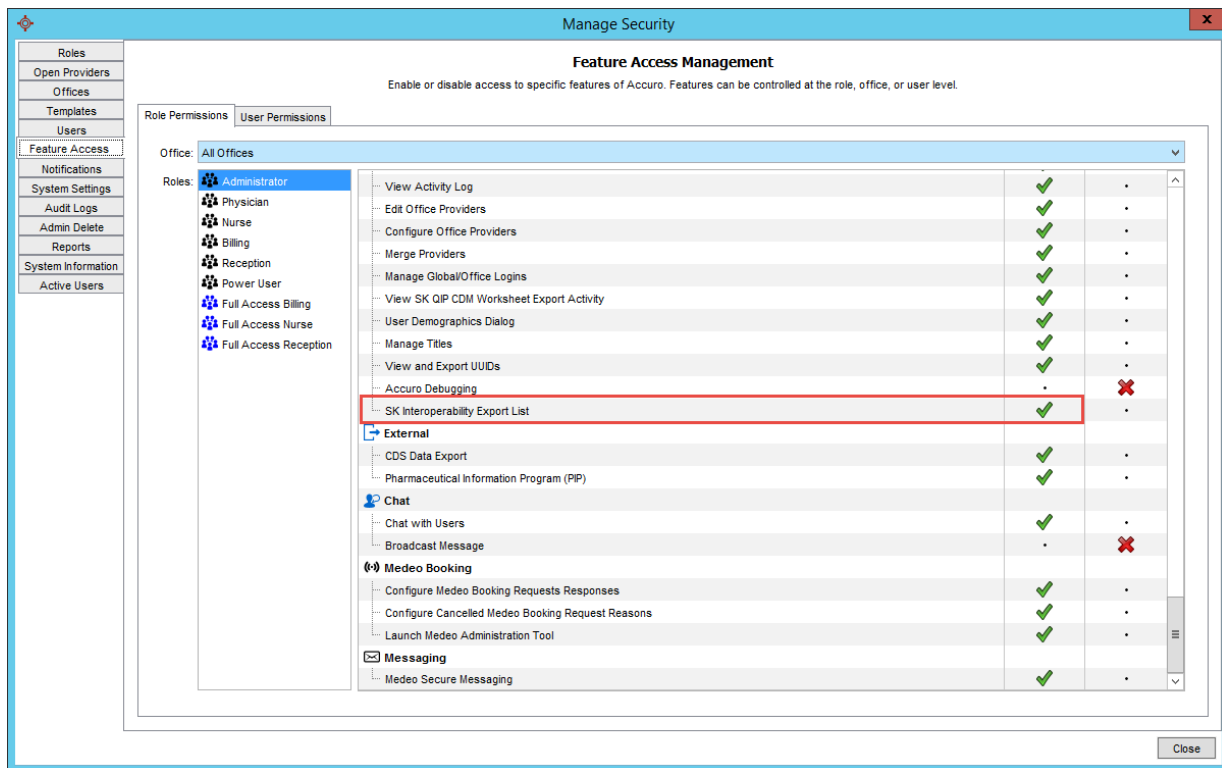 Manage Security
x
Roles
Open Providers
Offices
Templates
Users
Feature Access
Notifications
System Settings
Audit Logs
Admin Delete
Reports
System Information
Active Users
Feature Access Management
Enable or disable access to specific features of Accuro. Features can be controlled at the role, office, or user level.
Role Permissions User Permissions
Office: All Offices
Roles:
Administrator
Physician
Nurse
Billing
Reception
Power User
Full Access Billing
Full Access Nurse
Full Access Reception
View Activity Log
Edit Office Providers
Configure Office Providers
Merge Providers
Manage Global/Office Logins
View SK QIP CDM Worksheet Export Activity
User Demographics Dialog
Manage Titles
View and Export UUIDs
Accuro Debugging
SK Interoperability Export List
External
CDS Data Export
Pharmaceutical Information Program (PIP)
Chat
Chat with Users
Broadcast Message
Medeo Booking
Configure Medeo Booking Requests Responses
Configure Cancelled Medeo Booking Request Reasons
Launch Medeo Administration Tool
Messaging
Medeo Secure Messaging
Close